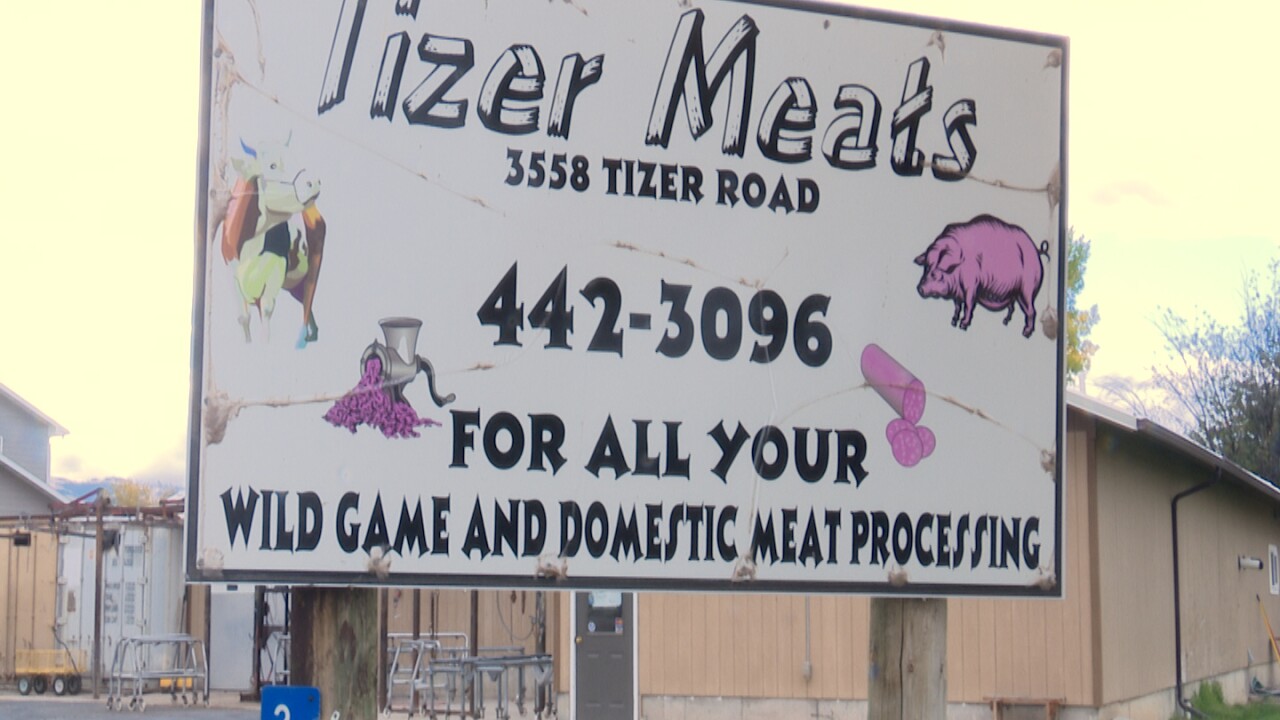 Tizer Meats
3558 TIZER ROAD
442-3096
FOR ALL YOUR
WILD GAME AND DOMESTIC MEAT PROCESSING